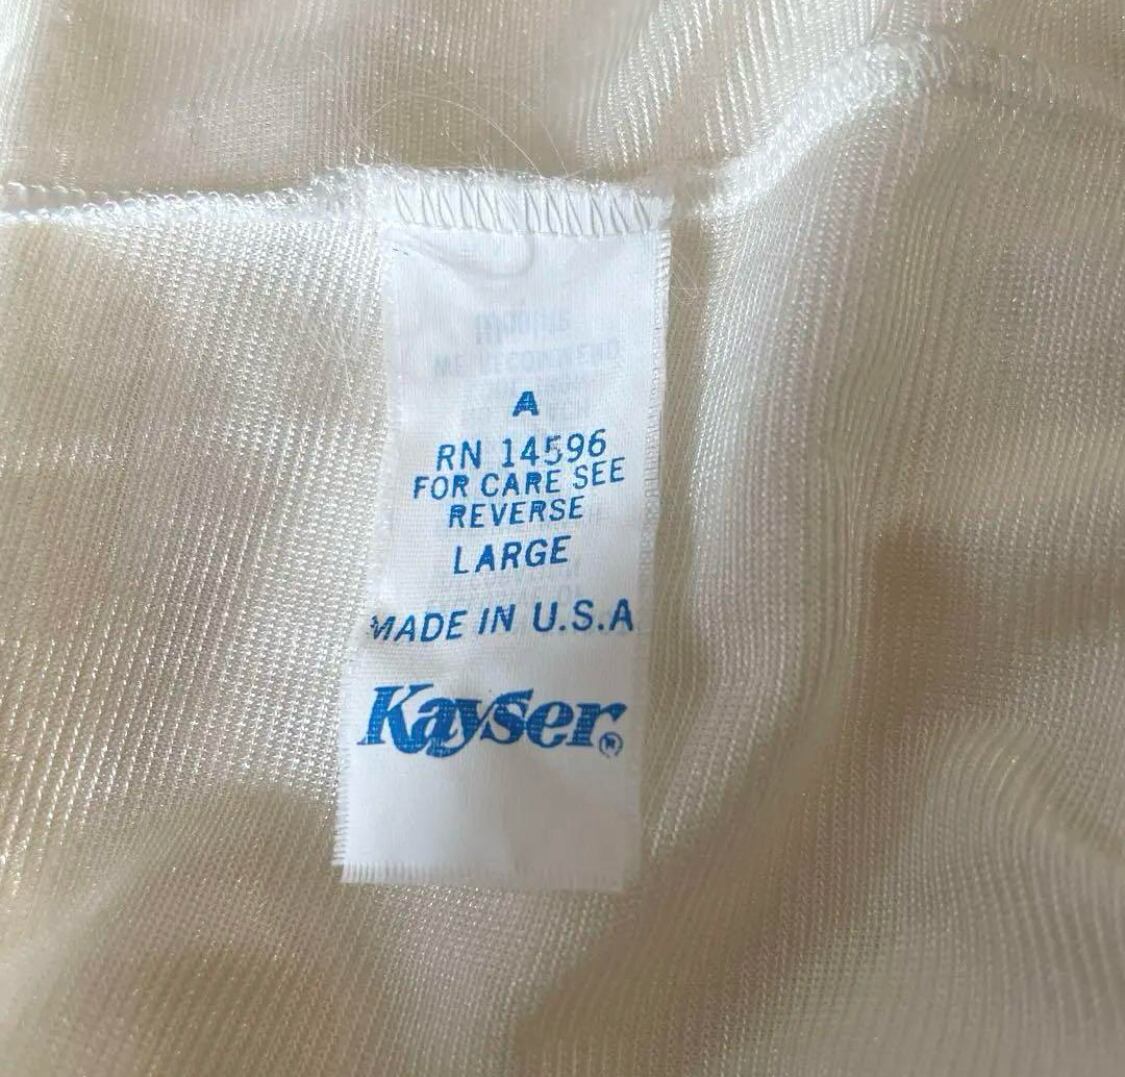 A
RN 14596
FOR CARE SEE
REVERSE
LARGE
MADE IN U.S.A
Kayser®